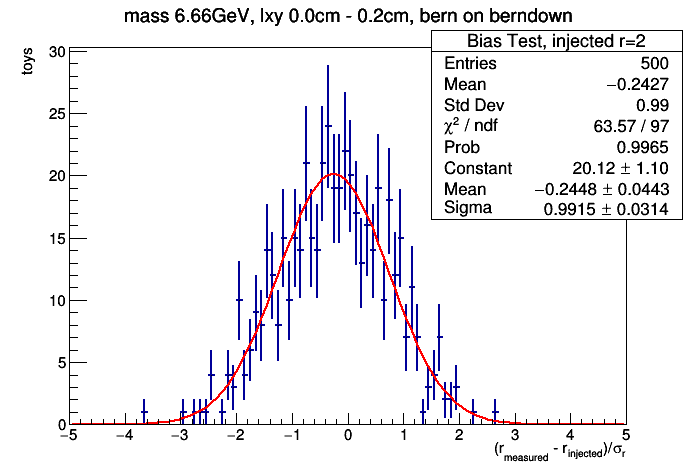 mass 6.66GeV, lxy 0.0cm - 0.2cm, bern on berndown
Bias Test, injected r=2
Entries 500
Mean −0.2427
Std Dev 0.99
χ² / ndf 63.57 / 97
Prob 0.9965
Constant 20.12 ± 1.10
Mean −0.2448 ± 0.0443
Sigma 0.9915 ± 0.0314
toys
30
25
20
15
10
5
0
−5 −4 −3 −2 −1 0 1 2 3 4 5
(r_measured - r_injected)/σ_r